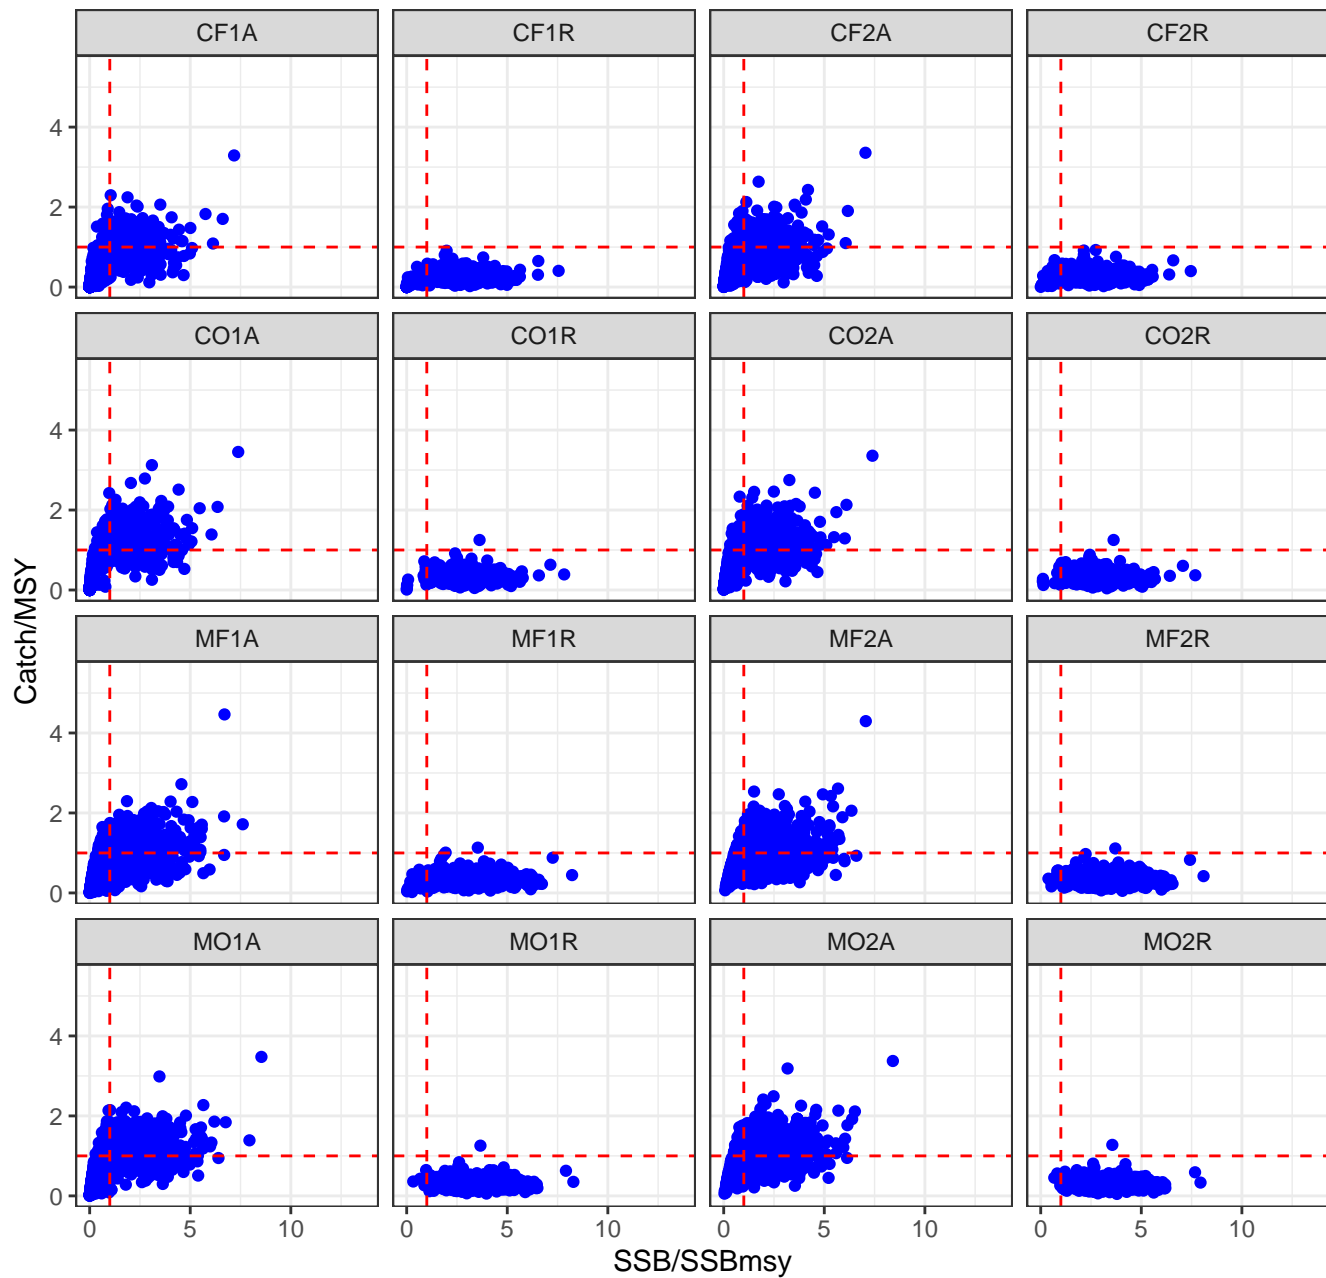 CF1A CF1R CF2A CF2R
4
2
0
CO1A CO1R CO2A CO2R
4
2
0
MF1A MF1R MF2A MF2R
4
2
0
MO1A MO1R MO2A MO2R
4
2
0
0 5 10 0 5 10 0 5 10 0 5 10
SSB/SSBmsy
Catch/MSY